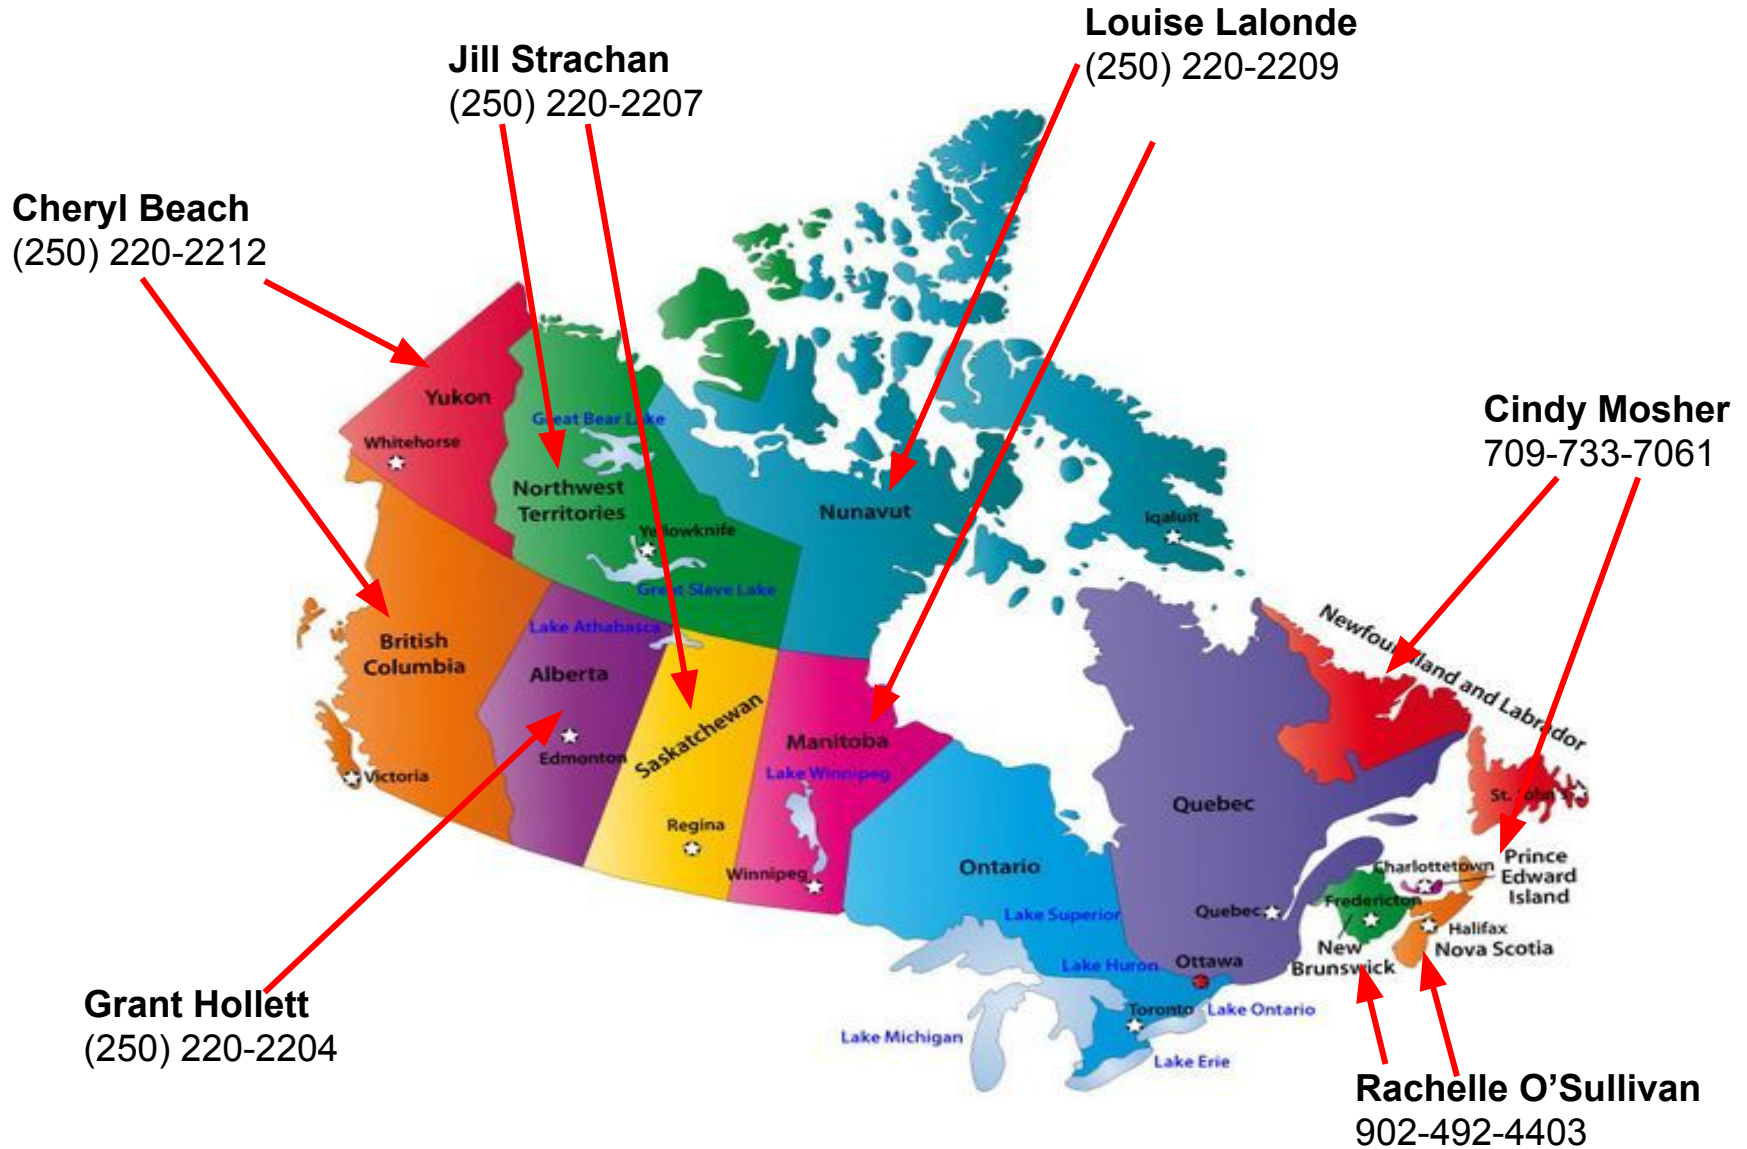 Louise Lalonde
(250) 220-2209
Jill Strachan
(250) 220-2207
Cheryl Beach
(250) 220-2212
Cindy Mosher
709-733-7061
Yukon
Whitehorse
Great Bear Lake
Northwest
Territories
Yellowknife
Great Slave Lake
Nunavut
Iqaluit
British
Columbia
Victoria
Lake Athabasca
Alberta
Edmonton
Saskatchewan
Regina
Manitoba
Lake Winnipeg
Winnipeg
Ontario
Lake Superior
Lake Huron
Ottawa
Toronto
Lake Ontario
Lake Michigan
Lake Erie
Quebec
Quebec
Newfoundland and Labrador
St. John's
Charlottetown
Prince
Edward
Island
Fredericton
New
Brunswick
Halifax
Nova Scotia
Grant Hollett
(250) 220-2204
Rachelle O’Sullivan
902-492-4403